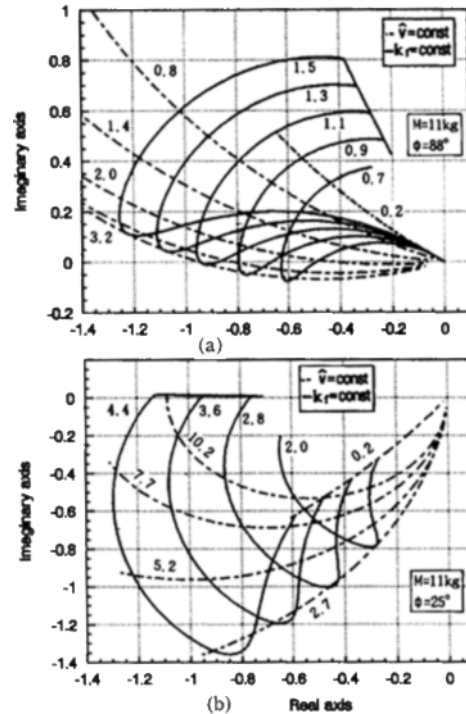 1
0.8
0.6
0.4
0.2
0
-0.2
Imaginary axis
-·- v̂=const
— kf=const
0.8
1.5
1.3
1.1
0.9
0.7
0.2
1.4
2.0
3.2
M=11kg
φ=88°
-1.4 -1.2 -1 -0.8 -0.6 -0.4 -0.2 0
(a)
-·- v̂=const
— kf=const
0
-0.2
-0.4
-0.6
-0.8
-1
-1.2
-1.4
Imaginary axis
4.4
3.6
2.8
10.2
2.0
0.2
7.7
5.2
2.7
M=11kg
φ=25°
-1.4 -1.2 -1 -0.8 -0.6 -0.4 -0.2 0
(b) Real axis